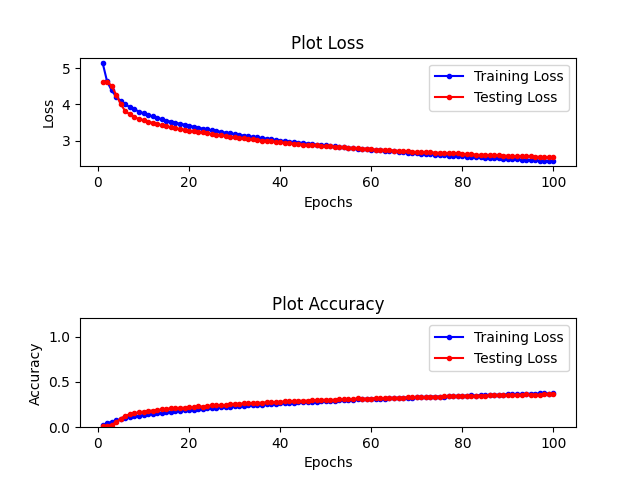 Plot Loss
5
4
3
Loss
Training Loss
Testing Loss
0 20 40 60 80 100
Epochs
Plot Accuracy
1.0
0.5
0.0
Accuracy
Training Loss
Testing Loss
0 20 40 60 80 100
Epochs